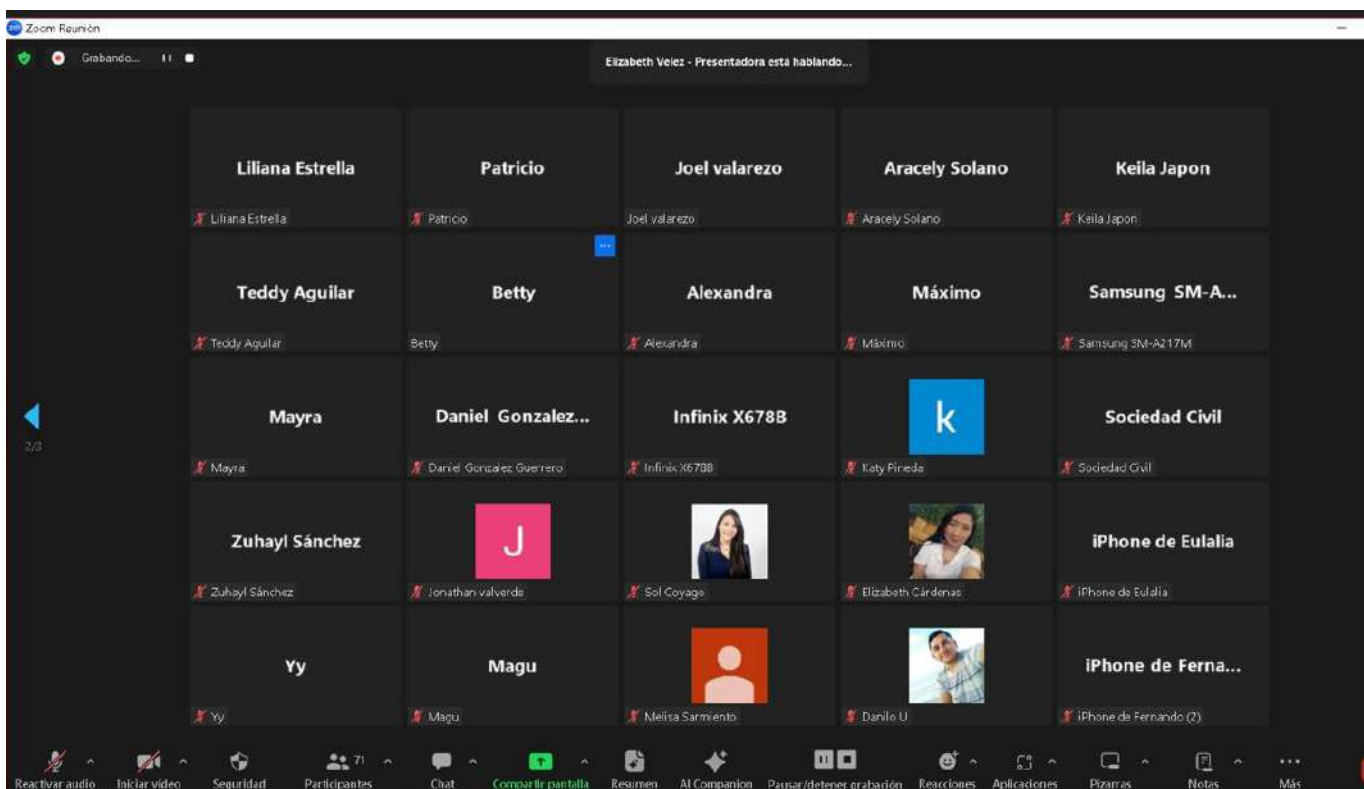 Zoom Reunión
Grabando...
Elizabeth Velez - Presentadora está hablando...
Liliana Estrella
Patricio
Joel valarezo
Aracely Solano
Keila Japon
Liliana Estrella
Patricio
Joel valarezo
Aracely Solano
Keila Japon
Teddy Aguilar
Betty
Alexandra
Máximo
Samsung SM-A...
Teddy Aguilar
Betty
Alexandra
Máximo
Samsung SM-A217M
Mayra
Daniel Gonzalez...
Infinix X678B
k
Sociedad Civil
2/3
Mayra
Daniel Gonzalez Guerrero
Infinix X678B
Katy Pineda
Sociedad Civil
Zuhayl Sánchez
J
iPhone de Eulalia
Zuhayl Sánchez
Jonathan valverde
Sol Coyago
Elizabeth Cárdenas
iPhone de Eulalia
Yy
Magu
iPhone de Ferna...
Yy
Magu
Melisa Sarmiento
Danilo U
iPhone de Fernando (2)
71
Reactivar audio
Iniciar video
Seguridad
Participantes
Chat
Compartir pantalla
Resumen
AI Companion
Pausar/detener grabación
Reacciones
Aplicaciones
Pizarras
Notas
Más